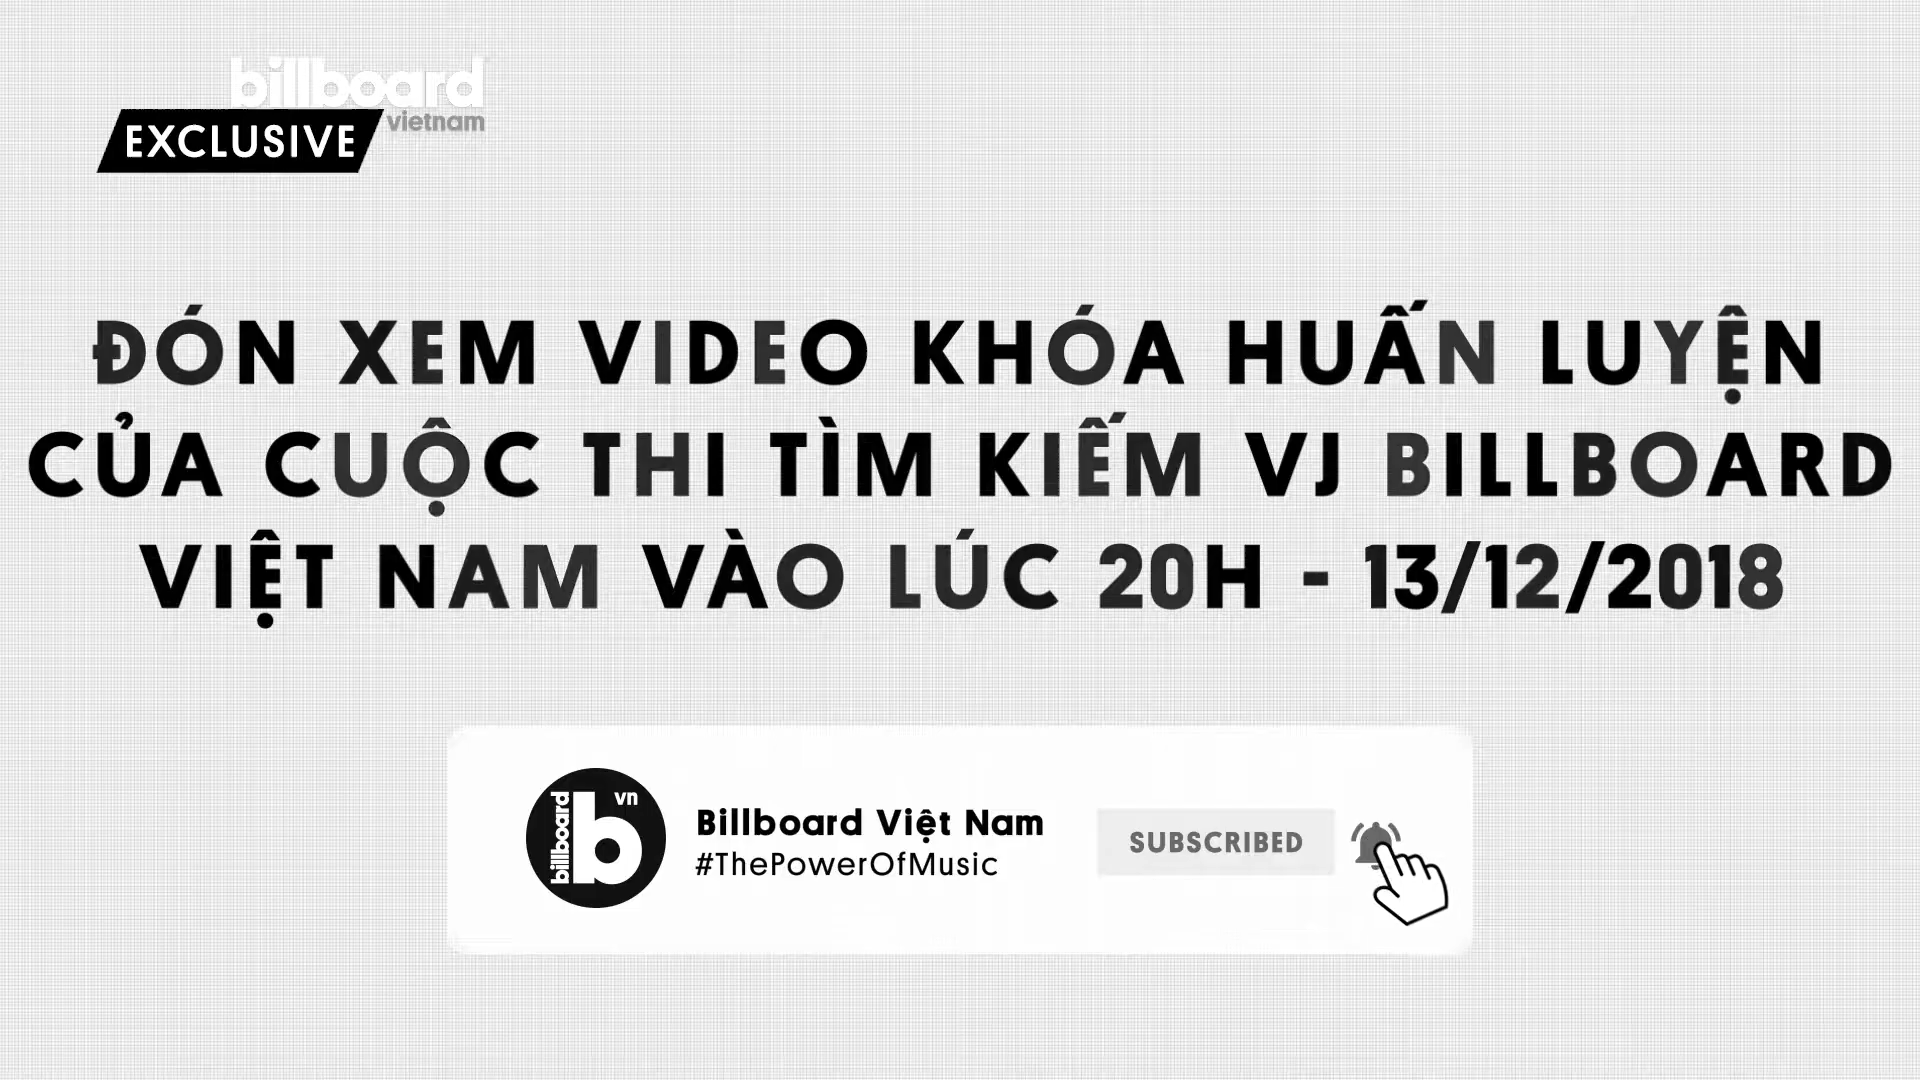 billboard
vietnam
EXCLUSIVE
ĐÓN XEM VIDEO KHÓA HUẤN LUYỆN
CỦA CUỘC THI TÌM KIẾM VJ BILLBOARD
VIỆT NAM VÀO LÚC 20H - 13/12/2018
billboard
b
vn
Billboard Việt Nam
#ThePowerOfMusic
SUBSCRIBED